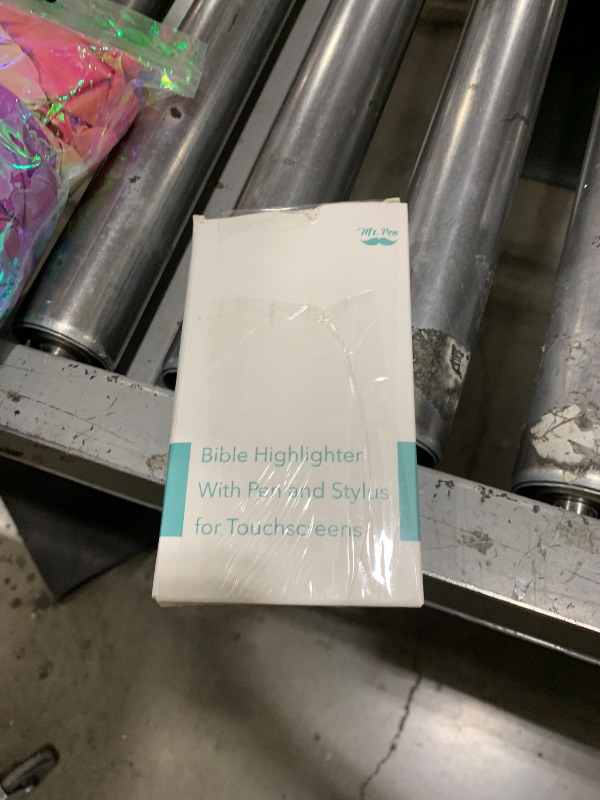 Mr. Pen
Bible Highlighter
With Pen and Stylus
for Touchscreens